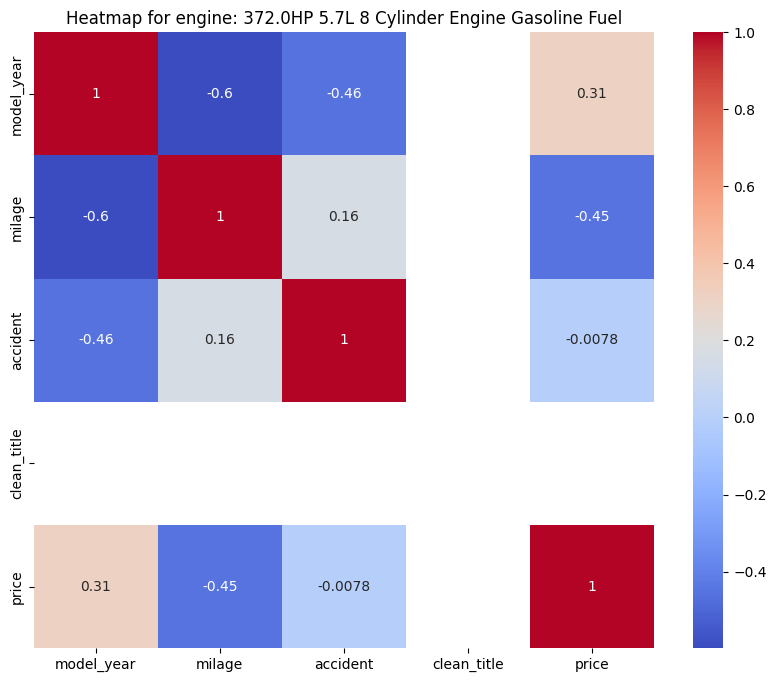 Heatmap for engine: 372.0HP 5.7L 8 Cylinder Engine Gasoline Fuel
model_year 1 -0.6 -0.46 0.31
milage -0.6 1 0.16 -0.45
accident -0.46 0.16 1 -0.0078
clean_title
price 0.31 -0.45 -0.0078 1
model_year milage accident clean_title price
1.0
0.8
0.6
0.4
0.2
0.0
−0.2
−0.4